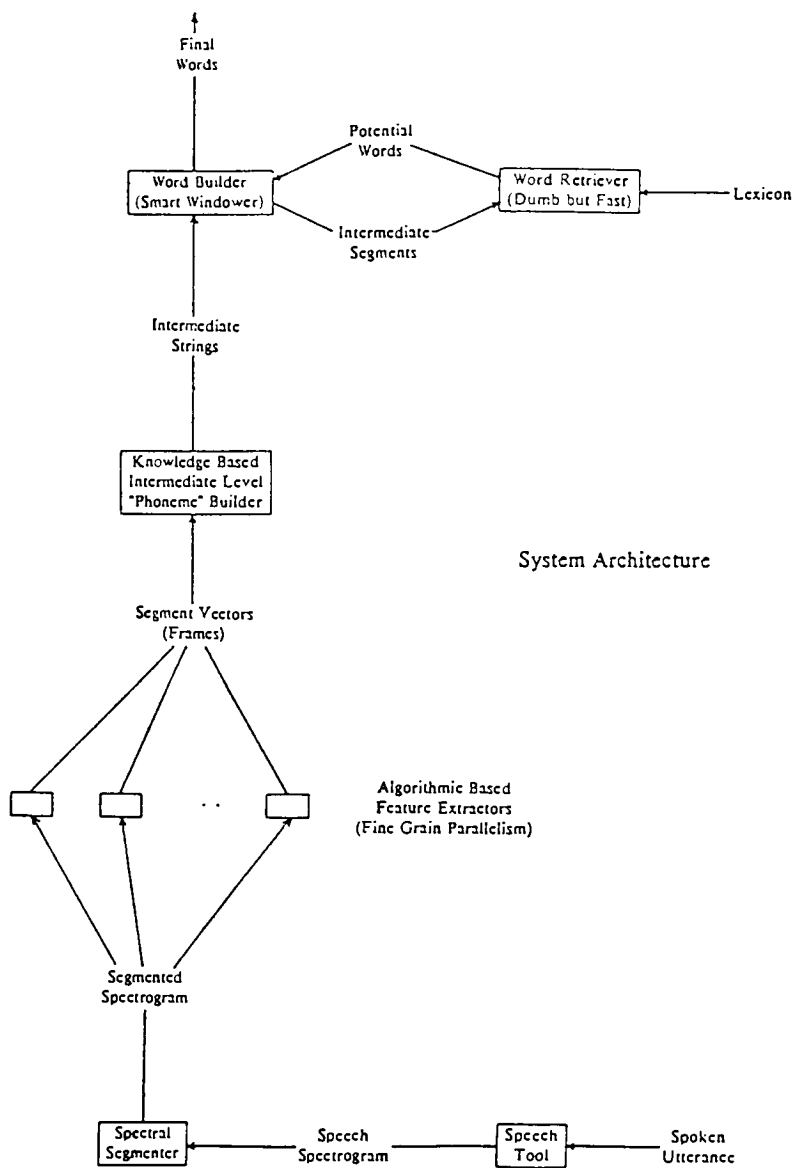 Final
Words
Potential
Words
Word Builder
(Smart Windower)
Word Retriever
(Dumb but Fast)
Lexicon
Intermediate
Segments
Intermediate
Strings
Knowledge Based
Intermediate Level
"Phoneme" Builder
System Architecture
Segment Vectors
(Frames)
. .
Algorithmic Based
Feature Extractors
(Fine Grain Parallelism)
Segmented
Spectrogram
Spectral
Segmenter
Speech
Spectrogram
Speech
Tool
Spoken
Utterance